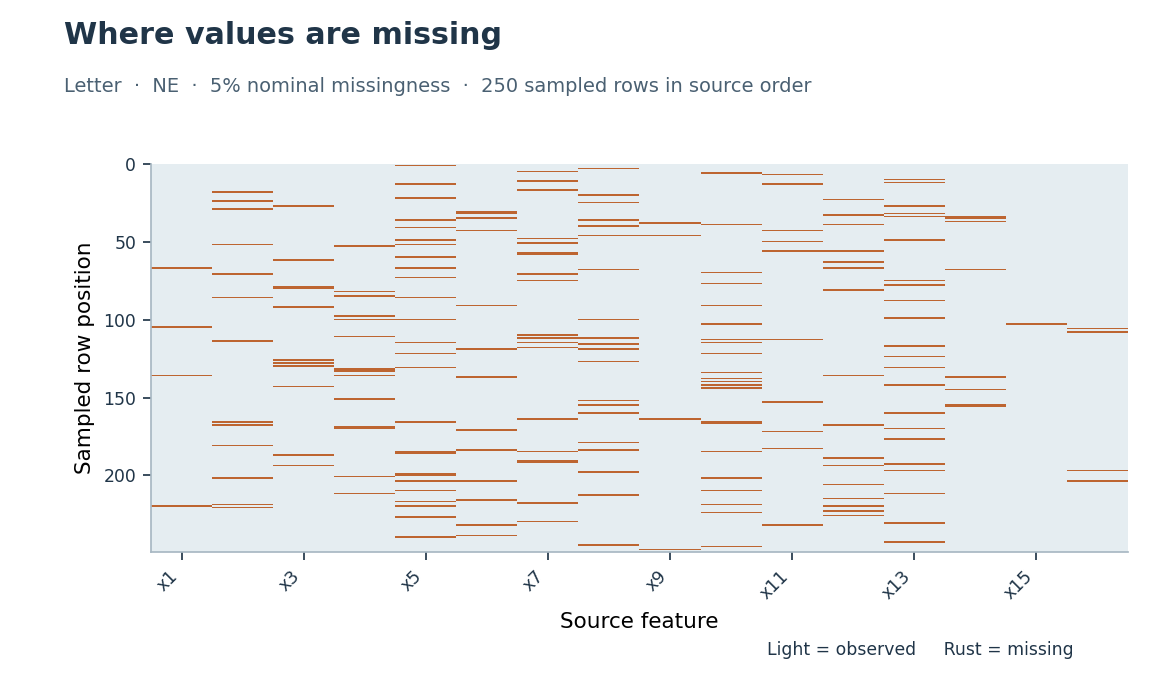 Where values are missing
Letter · NE · 5% nominal missingness · 250 sampled rows in source order
0
50
100
150
200
Sampled row position
x1
x3
x5
x7
x9
x11
x13
x15
Source feature
Light = observed Rust = missing